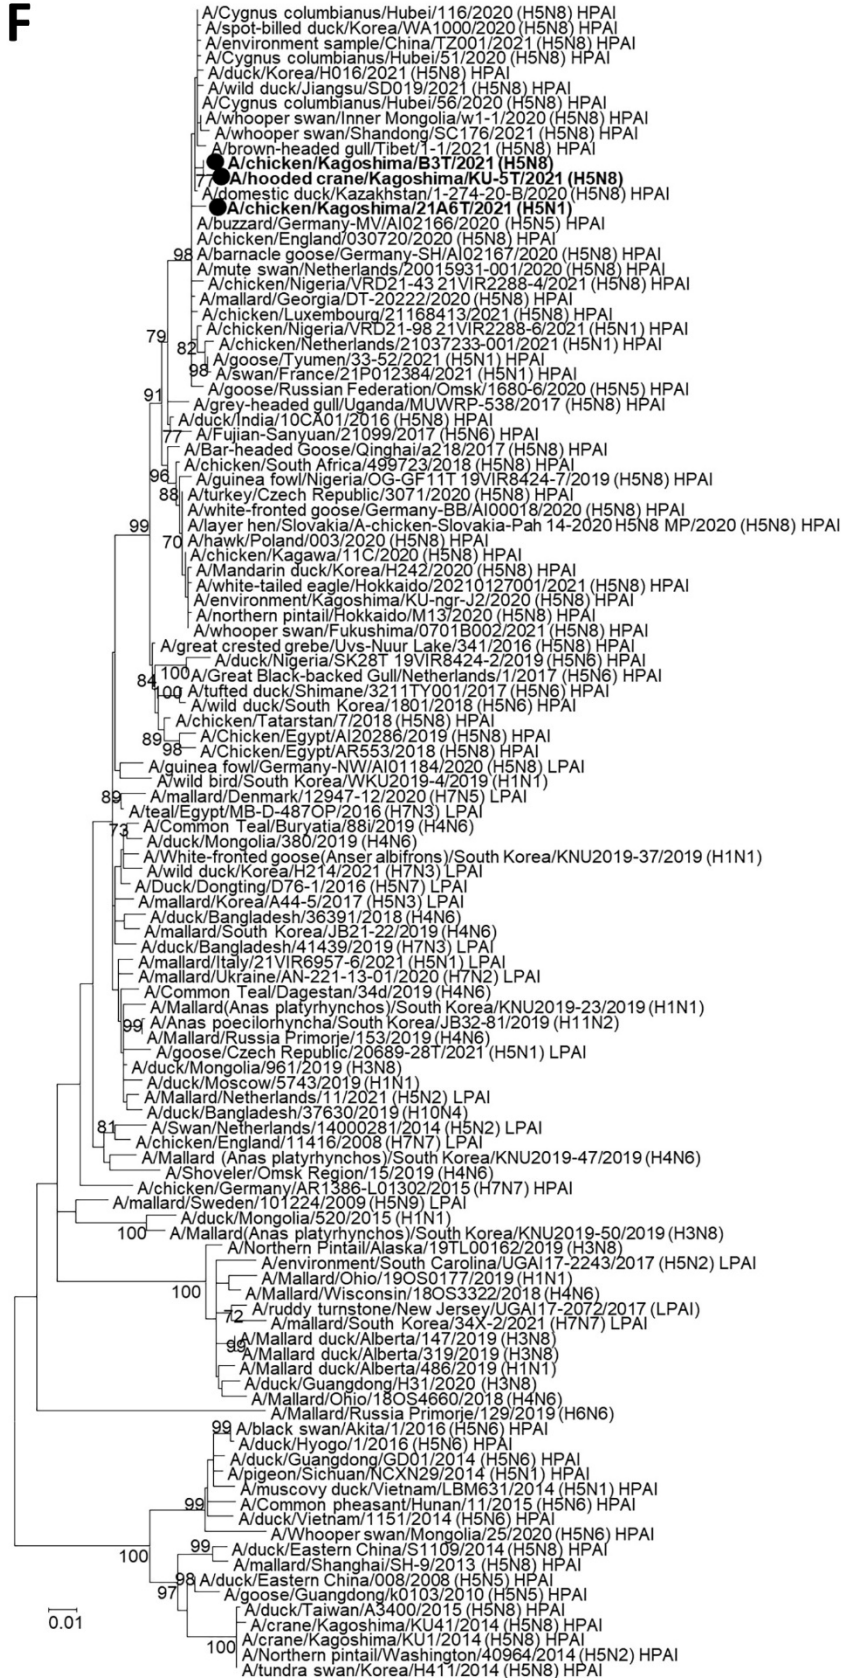 F
A/Cygnus columbianus/Hubei/116/2020 (H5N8) HPAI
A/spot-billed duck/Korea/WA1000/2020 (H5N8) HPAI
A/environment sample/China/TZ001/2021 (H5N8) HPAI
A/Cygnus columbianus/Hubei/51/2020 (H5N8) HPAI
A/duck/Korea/H016/2021 (H5N8) HPAI
A/wild duck/Jiangsu/SD019/2021 (H5N8) HPAI
A/Cygnus columbianus/Hubei/56/2020 (H5N8) HPAI
A/whooper swan/Inner Mongolia/w1-1/2020 (H5N8) HPAI
A/whooper swan/Shandong/SC176/2021 (H5N8) HPAI
A/brown-headed gull/Tibet/1-1/2021 (H5N8) HPAI
A/chicken/Kagoshima/B3T/2021 (H5N8)
77 A/hooded crane/Kagoshima/KU-5T/2021 (H5N8)
A/domestic duck/Kazakhstan/1-274-20-B/2020 (H5N8) HPAI
A/chicken/Kagoshima/21A6T/2021 (H5N1)
A/buzzard/Germany-MV/AI02166/2020 (H5N5) HPAI
A/chicken/England/030720/2020 (H5N8) HPAI
98 A/barnacle goose/Germany-SH/AI02167/2020 (H5N8) HPAI
A/mute swan/Netherlands/20015931-001/2020 (H5N8) HPAI
A/chicken/Nigeria/VRD21-43 21VIR2288-4/2021 (H5N8) HPAI
A/mallard/Georgia/DT-20222/2020 (H5N8) HPAI
A/chicken/Luxembourg/21168413/2021 (H5N8) HPAI
79 A/chicken/Nigeria/VRD21-98 21VIR2288-6/2021 (H5N1) HPAI
82 A/chicken/Netherlands/21037233-001/2021 (H5N1) HPAI
A/goose/Tyumen/33-52/2021 (H5N1) HPAI
98 A/swan/France/21P012384/2021 (H5N1) HPAI
A/goose/Russian Federation/Omsk/1680-6/2020 (H5N5) HPAI
91 A/grey-headed gull/Uganda/MUWRP-538/2017 (H5N8) HPAI
A/duck/India/10CA01/2016 (H5N8) HPAI
77 A/Fujian-Sanyuan/21099/2017 (H5N6) HPAI
A/Bar-headed Goose/Qinghai/a218/2017 (H5N8) HPAI
A/chicken/South Africa/499723/2018 (H5N8) HPAI
96 A/guinea fowl/Nigeria/OG-GF11T 19VIR8424-7/2019 (H5N8) HPAI
88 A/turkey/Czech Republic/3071/2020 (H5N8) HPAI
A/white-fronted goose/Germany-BB/AI00018/2020 (H5N8) HPAI
99 A/layer hen/Slovakia/A-chicken-Slovakia-Pah 14-2020 H5N8 MP/2020 (H5N8) HPAI
70 A/hawk/Poland/003/2020 (H5N8) HPAI
A/chicken/Kagawa/11C/2020 (H5N8) HPAI
A/Mandarin duck/Korea/H242/2020 (H5N8) HPAI
A/white-tailed eagle/Hokkaido/20210127001/2021 (H5N8) HPAI
A/environment/Kagoshima/KU-ngr-J2/2020 (H5N8) HPAI
A/northern pintail/Hokkaido/M13/2020 (H5N8) HPAI
A/whooper swan/Fukushima/0701B002/2021 (H5N8) HPAI
A/great crested grebe/Uvs-Nuur Lake/341/2016 (H5N8) HPAI
A/duck/Nigeria/SK28T 19VIR8424-2/2019 (H5N6) HPAI
84 100 A/Great Black-backed Gull/Netherlands/1/2017 (H5N6) HPAI
100 A/tufted duck/Shimane/3211TY001/2017 (H5N6) HPAI
A/wild duck/South Korea/1801/2018 (H5N6) HPAI
A/chicken/Tatarstan/7/2018 (H5N8) HPAI
89 A/Chicken/Egypt/AI20286/2019 (H5N8) HPAI
98 A/Chicken/Egypt/AR553/2018 (H5N8) HPAI
A/guinea fowl/Germany-NW/AI01184/2020 (H5N8) LPAI
A/wild bird/South Korea/WKU2019-4/2019 (H1N1)
89 A/mallard/Denmark/12947-12/2020 (H7N5) LPAI
A/teal/Egypt/MB-D-487OP/2016 (H7N3) LPAI
73 A/Common Teal/Buryatia/88i/2019 (H4N6)
A/duck/Mongolia/380/2019 (H4N6)
A/White-fronted goose(Anser albifrons)/South Korea/KNU2019-37/2019 (H1N1)
A/wild duck/Korea/H214/2021 (H7N3) LPAI
A/Duck/Dongting/D76-1/2016 (H5N7) LPAI
A/mallard/Korea/A44-5/2017 (H5N3) LPAI
A/duck/Bangladesh/36391/2018 (H4N6)
A/mallard/South Korea/JB21-22/2019 (H4N6)
A/duck/Bangladesh/41439/2019 (H7N3) LPAI
A/mallard/Italy/21VIR6957-6/2021 (H5N1) LPAI
A/mallard/Ukraine/AN-221-13-01/2020 (H7N2) LPAI
A/Common Teal/Dagestan/34d/2019 (H4N6)
A/Mallard(Anas platyrhynchos)/South Korea/KNU2019-23/2019 (H1N1)
99 A/Anas poecilorhyncha/South Korea/JB32-81/2019 (H11N2)
A/Mallard/Russia Primorje/153/2019 (H4N6)
A/goose/Czech Republic/20689-28T/2021 (H5N1) LPAI
A/duck/Mongolia/961/2019 (H3N8)
A/duck/Moscow/5743/2019 (H1N1)
A/Mallard/Netherlands/11/2021 (H5N2) LPAI
A/duck/Bangladesh/37630/2019 (H10N4)
81 A/Swan/Netherlands/14000281/2014 (H5N2) LPAI
A/chicken/England/11416/2008 (H7N7) LPAI
A/Mallard (Anas platyrhynchos)/South Korea/KNU2019-47/2019 (H4N6)
A/Shoveler/Omsk Region/15/2019 (H4N6)
A/chicken/Germany/AR1386-L01302/2015 (H7N7) HPAI
A/mallard/Sweden/101224/2009 (H5N9) LPAI
A/duck/Mongolia/520/2015 (H1N1)
100 A/Mallard(Anas platyrhynchos)/South Korea/KNU2019-50/2019 (H3N8)
A/Northern Pintail/Alaska/19TL00162/2019 (H3N8)
A/environment/South Carolina/UGAI17-2243/2017 (H5N2) LPAI
A/Mallard/Ohio/19OS0177/2019 (H1N1)
100 A/Mallard/Wisconsin/18OS3322/2018 (H4N6)
A/ruddy turnstone/New Jersey/UGAI17-2072/2017 (LPAI)
72 A/mallard/South Korea/34X-2/2021 (H7N7) LPAI
A/Mallard duck/Alberta/147/2019 (H3N8)
99 A/Mallard duck/Alberta/319/2019 (H3N8)
A/Mallard duck/Alberta/486/2019 (H1N1)
A/duck/Guangdong/H31/2020 (H3N8)
A/Mallard/Ohio/18OS4660/2018 (H4N6)
A/Mallard/Russia Primorje/129/2019 (H6N6)
99 A/black swan/Akita/1/2016 (H5N6) HPAI
A/duck/Hyogo/1/2016 (H5N6) HPAI
A/duck/Guangdong/GD01/2014 (H5N6) HPAI
A/pigeon/Sichuan/NCXN29/2014 (H5N1) HPAI
A/muscovy duck/Vietnam/LBM631/2014 (H5N1) HPAI
99 A/Common pheasant/Hunan/11/2015 (H5N6) HPAI
A/duck/Vietnam/1151/2014 (H5N6) HPAI
A/Whooper swan/Mongolia/25/2020 (H5N6) HPAI
100 99 A/duck/Eastern China/S1109/2014 (H5N8) HPAI
A/mallard/Shanghai/SH-9/2013 (H5N8) HPAI
98 A/duck/Eastern China/008/2008 (H5N5) HPAI
97 A/goose/Guangdong/k0103/2010 (H5N5) HPAI
A/duck/Taiwan/A3400/2015 (H5N8) HPAI
0.01 A/crane/Kagoshima/KU41/2014 (H5N8) HPAI
100 A/crane/Kagoshima/KU1/2014 (H5N8) HPAI
A/Northern pintail/Washington/40964/2014 (H5N2) HPAI
A/tundra swan/Korea/H411/2014 (H5N8) HPAI